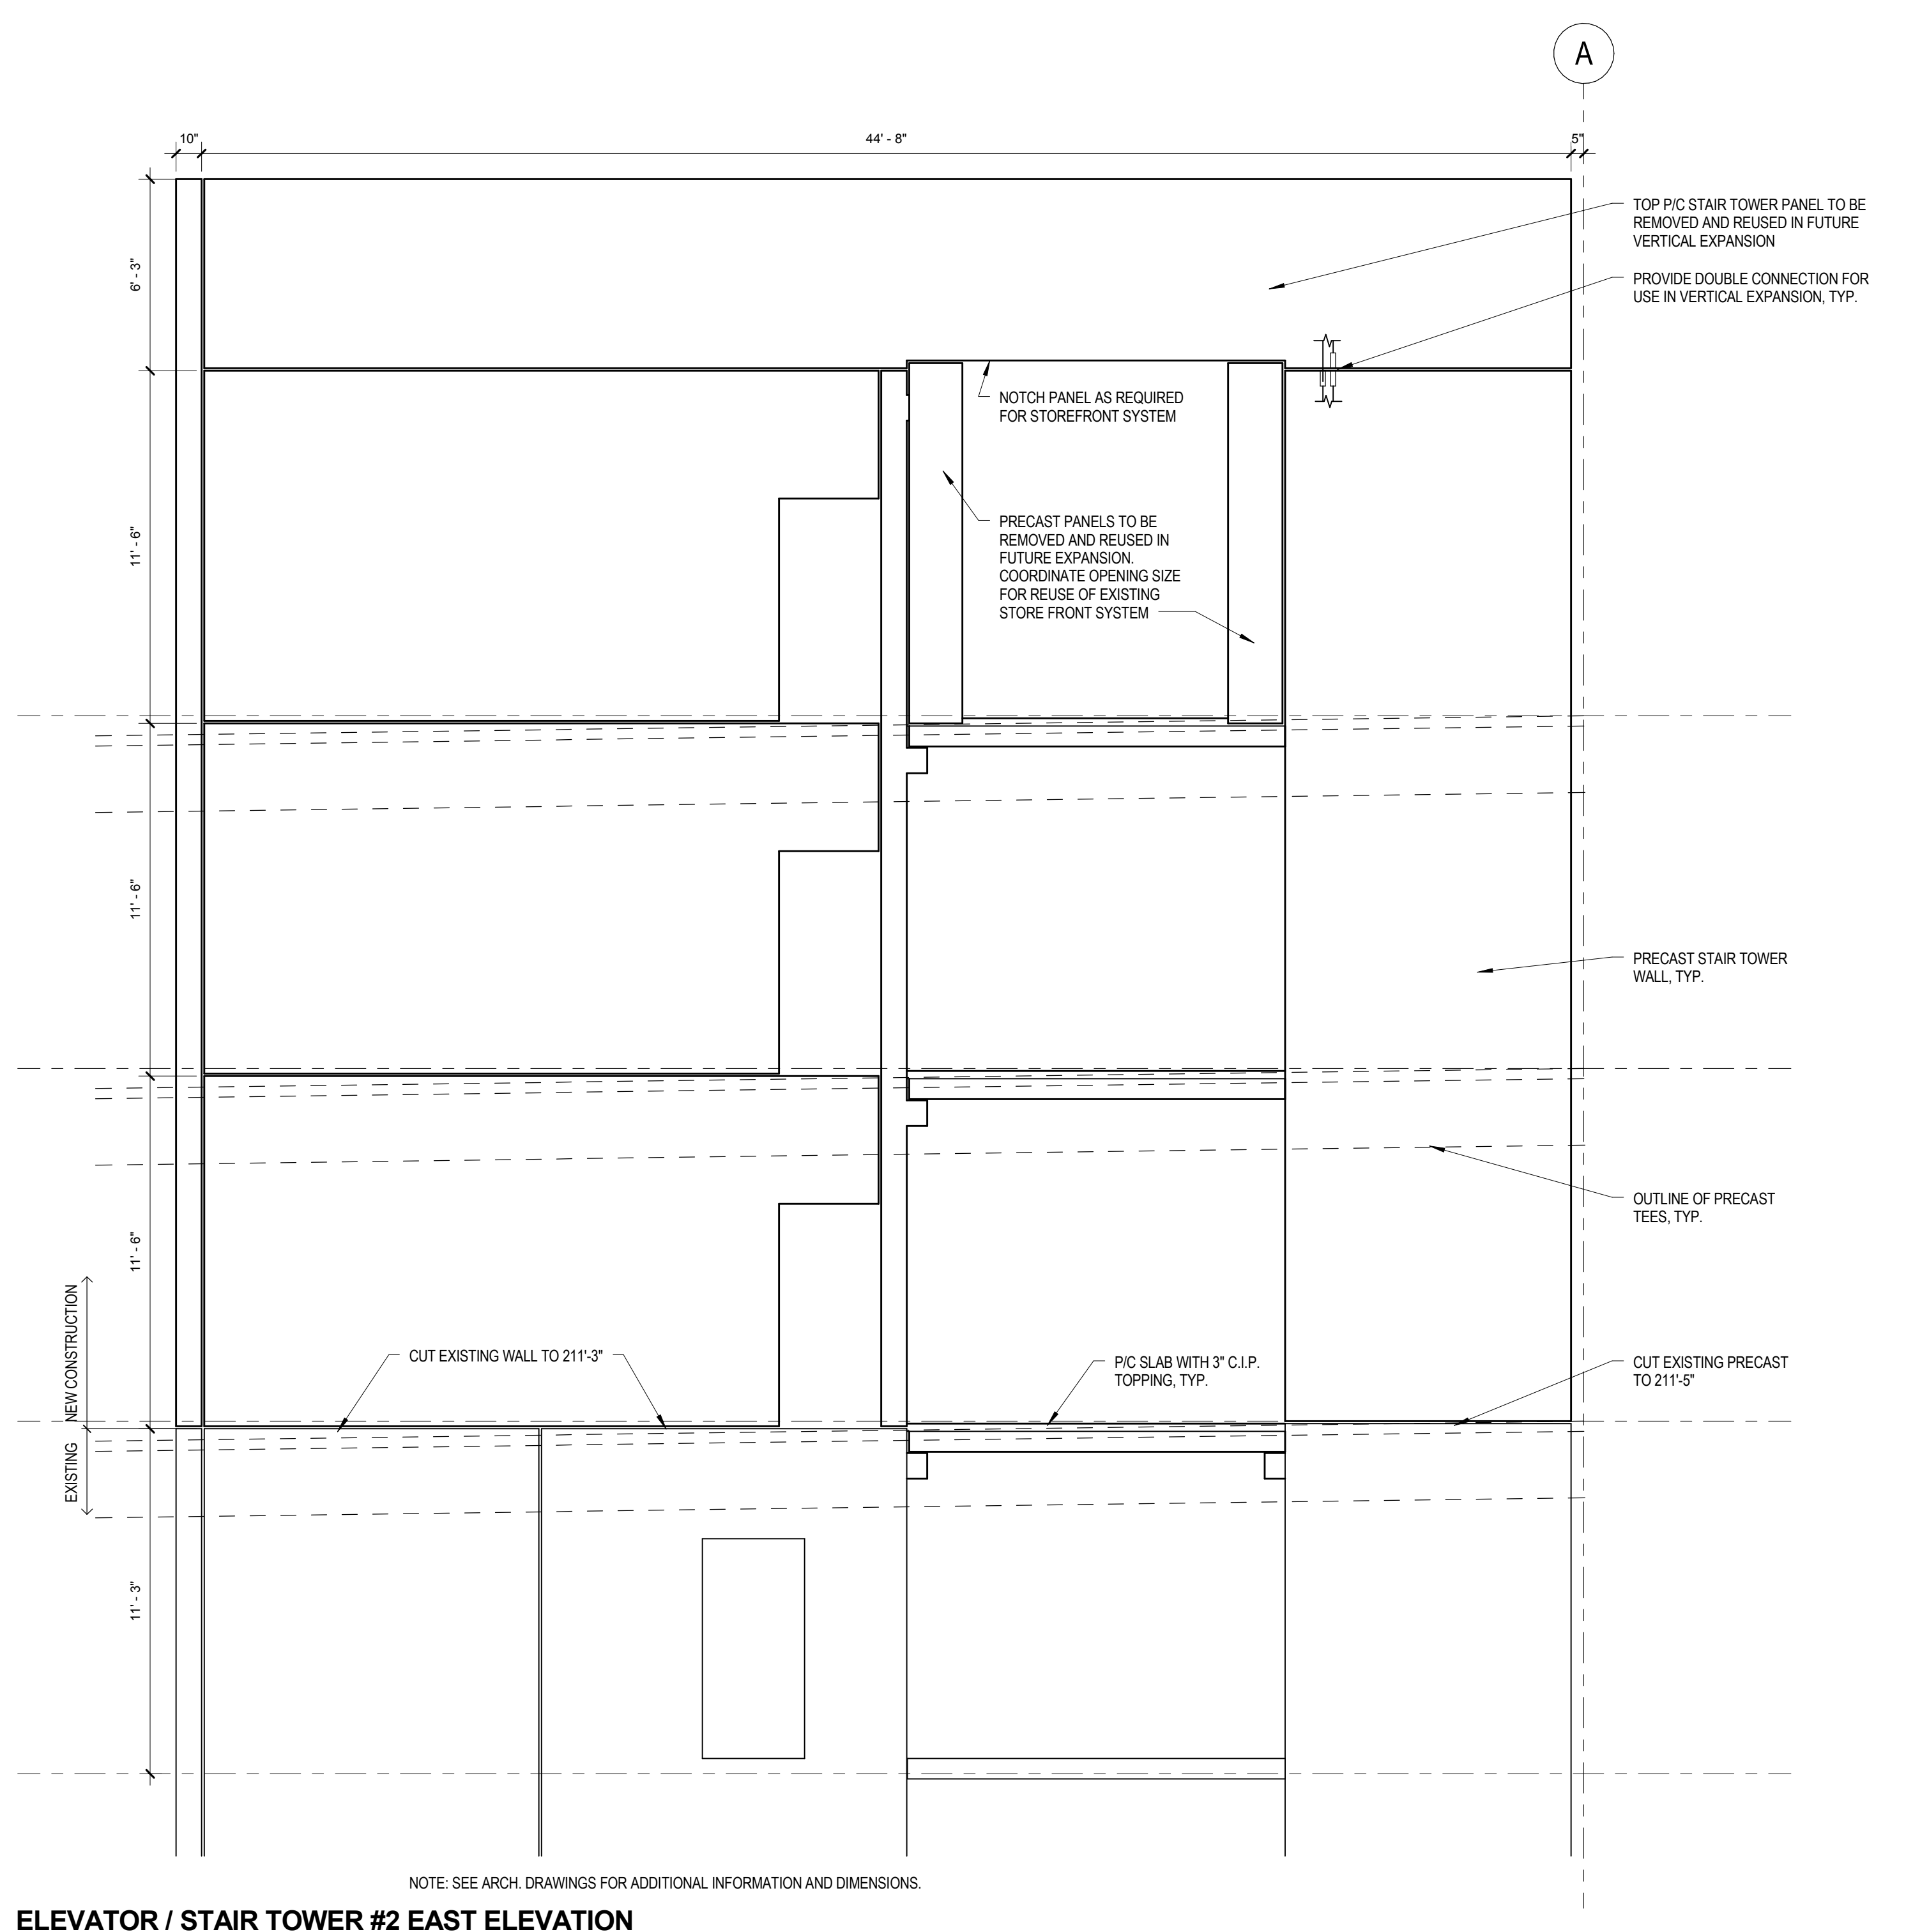 A
10"
44' - 8"
5"
6' - 3"
TOP P/C STAIR TOWER PANEL TO BE
REMOVED AND REUSED IN FUTURE
VERTICAL EXPANSION
PROVIDE DOUBLE CONNECTION FOR
USE IN VERTICAL EXPANSION, TYP.
NOTCH PANEL AS REQUIRED
FOR STOREFRONT SYSTEM
11' - 6"
PRECAST PANELS TO BE
REMOVED AND REUSED IN
FUTURE EXPANSION.
COORDINATE OPENING SIZE
FOR REUSE OF EXISTING
STORE FRONT SYSTEM
11' - 6"
PRECAST STAIR TOWER
WALL, TYP.
OUTLINE OF PRECAST
TEES, TYP.
11' - 6"
NEW CONSTRUCTION
EXISTING
CUT EXISTING WALL TO 211'-3"
P/C SLAB WITH 3" C.I.P.
TOPPING, TYP.
CUT EXISTING PRECAST
TO 211'-5"
11' - 3"
NOTE: SEE ARCH. DRAWINGS FOR ADDITIONAL INFORMATION AND DIMENSIONS.
ELEVATOR / STAIR TOWER #2 EAST ELEVATION